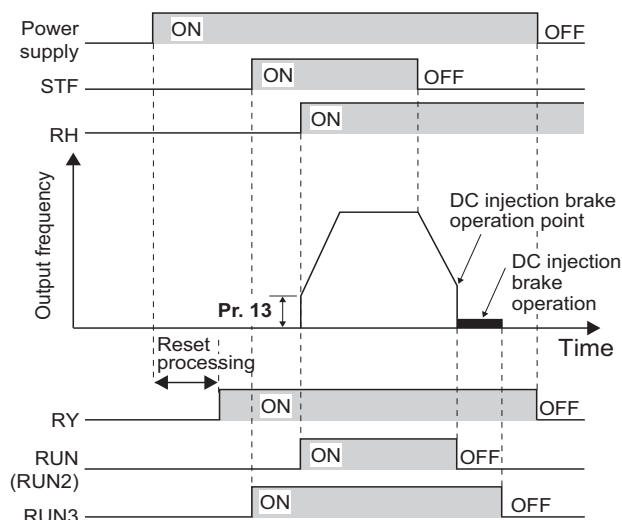 Power
supply
ON
OFF
STF
ON
OFF
RH
ON
Output frequency
DC injection brake
operation point
DC injection
brake
operation
Pr. 13
Time
Reset
processing
RY
ON
OFF
RUN
(RUN2)
ON
OFF
RUN3
ON
OFF